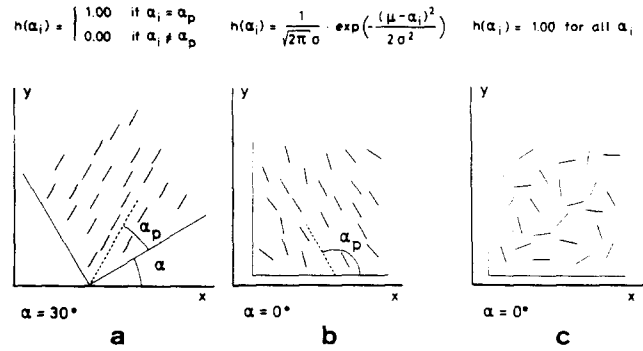 h(αᵢ) = { 1.00 if αᵢ = αₚ
0.00 if αᵢ ≠ αₚ
h(αᵢ) = 1/(√2π σ) · exp(-(μ-αᵢ)²/2σ²)
h(αᵢ) = 1.00 for all αᵢ
y
αₚ
α
x
α = 30°
a
y
αₚ
x
α = 0°
b
y
x
α = 0°
c